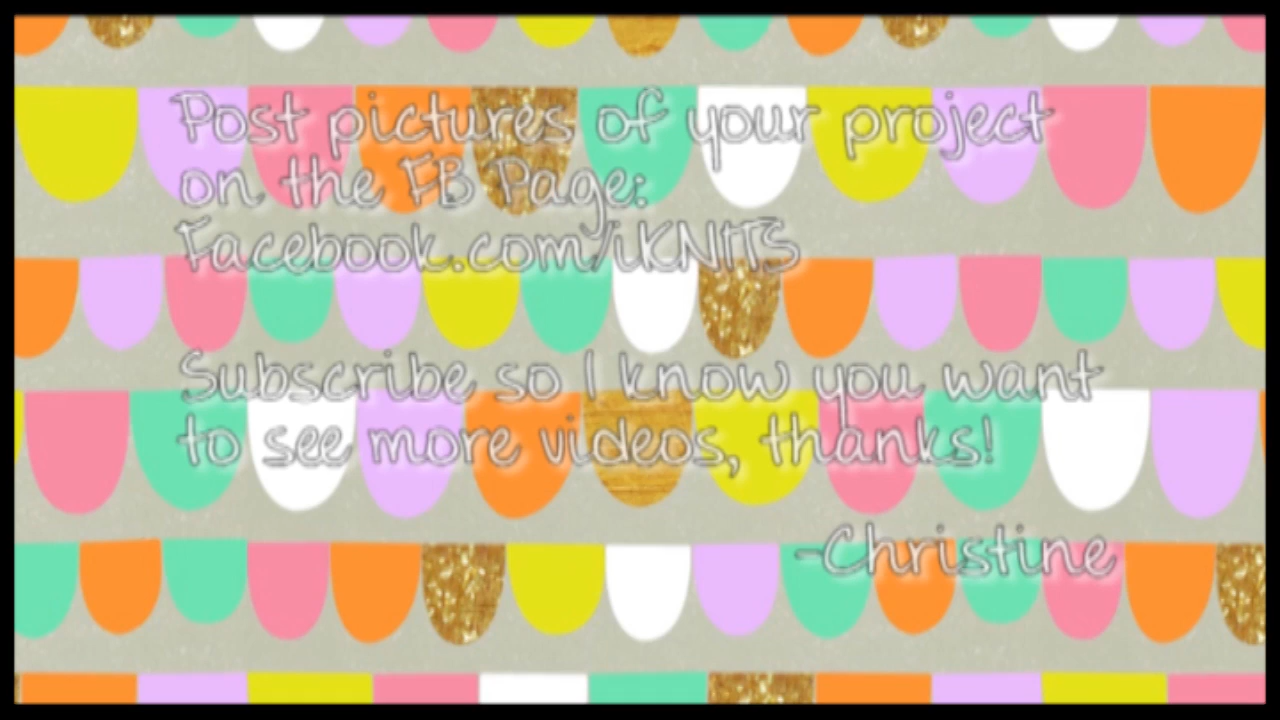 Post pictures of your project
on the FB Page:
Facebook.com/iKNITS
Subscribe so I know you want
to see more videos, thanks!
-Christine